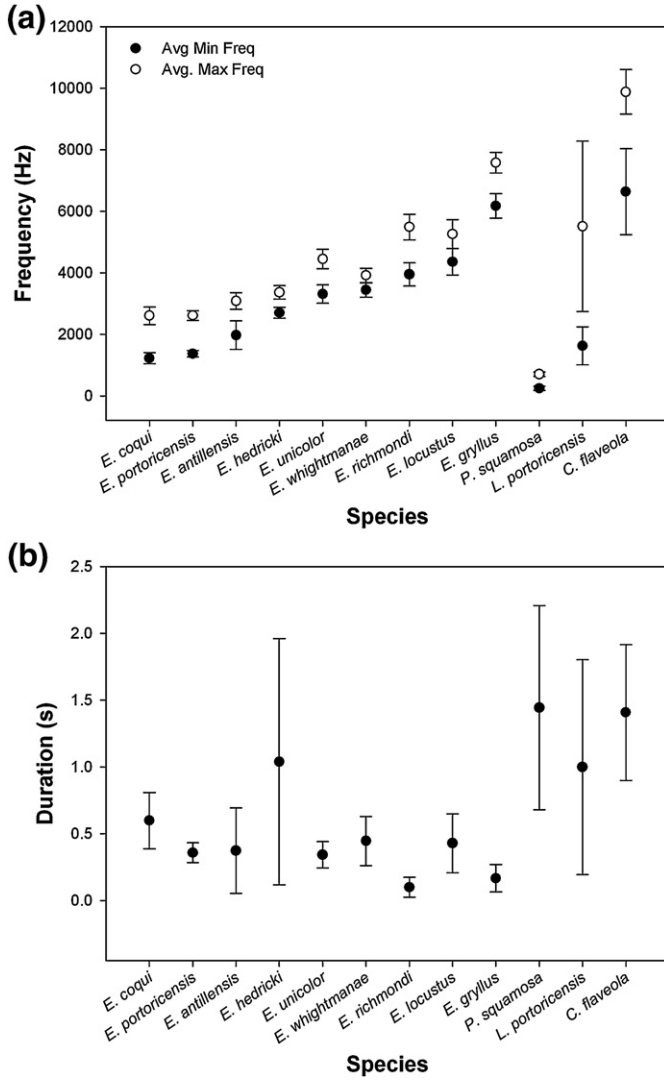 (a)
12000
10000
8000
6000
4000
2000
0
Frequency (Hz)
Avg Min Freq
Avg. Max Freq
E. coqui
E. portoricensis
E. antillensis
E. hedricki
E. unicolor
E. whightmanae
E. richmondi
E. locustus
E. gryllus
P. squamosa
L. portoricensis
C. flaveola
Species
(b)
2.5
2.0
1.5
1.0
0.5
0.0
Duration (s)
E. coqui
E. portoricensis
E. antillensis
E. hedricki
E. unicolor
E. whightmanae
E. richmondi
E. locustus
E. gryllus
P. squamosa
L. portoricensis
C. flaveola
Species